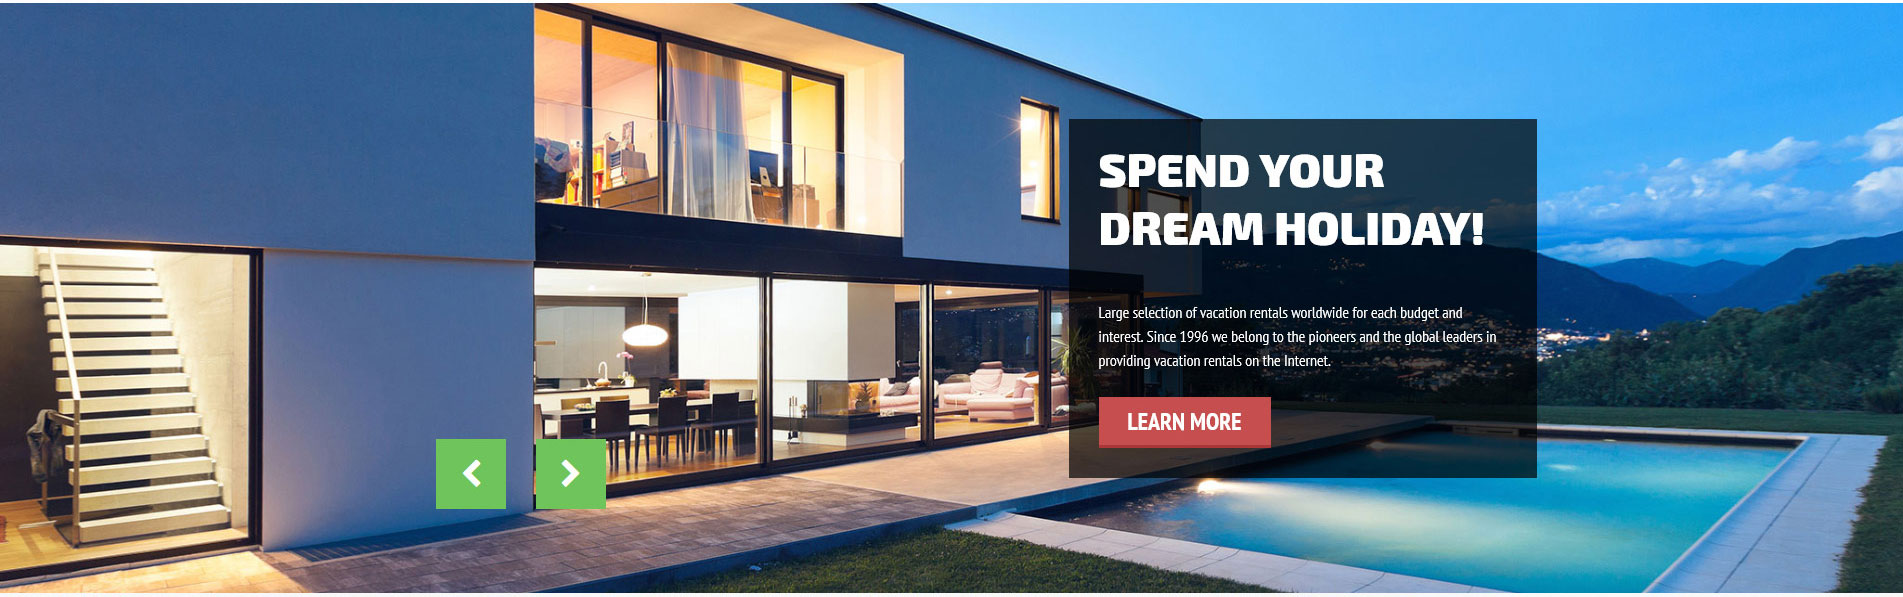 SPEND YOUR
DREAM HOLIDAY!
Large selection of vacation rentals worldwide for each budget and
interest. Since 1996 we belong to the pioneers and the global leaders in
providing vacation rentals on the Internet.
LEARN MORE